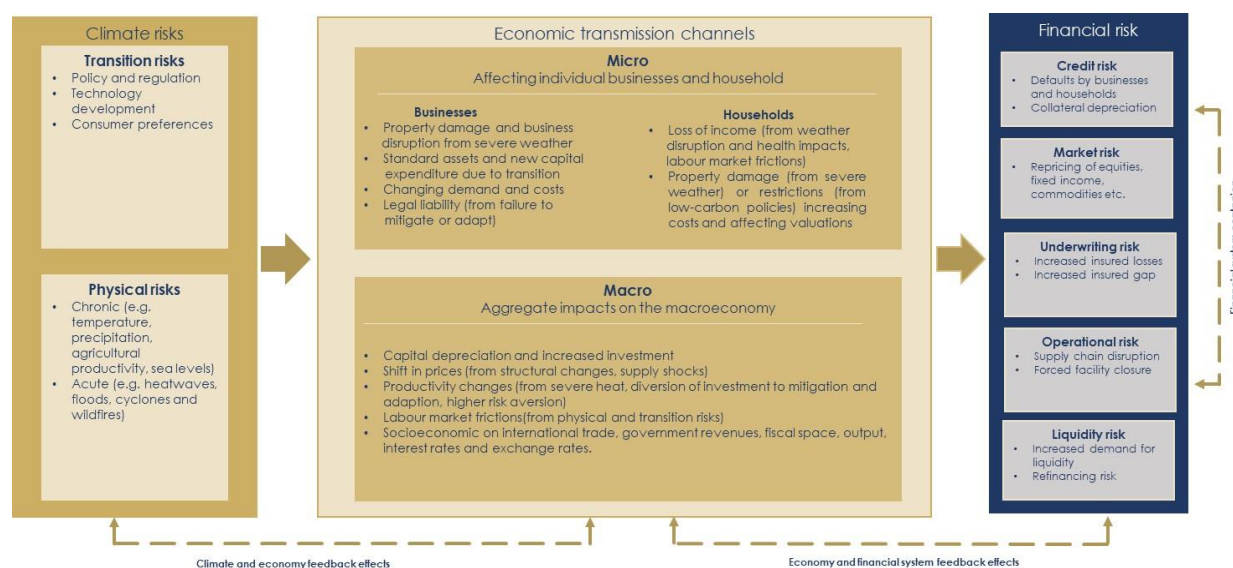 Climate risks
Transition risks
• Policy and regulation
• Technology
development
• Consumer preferences
Physical risks
• Chronic (e.g.
temperature,
precipitation,
agricultural
productivity, sea levels)
• Acute (e.g. heatwaves,
floods, cyclones and
wildfires)
Economic transmission channels
Micro
Affecting individual businesses and household
Businesses
• Property damage and business
disruption from severe weather
• Standard assets and new capital
expenditure due to transition
• Changing demand and costs
• Legal liability (from failure to
mitigate or adapt)
Households
• Loss of income (from weather
disruption and health impacts,
labour market frictions)
• Property damage (from severe
weather) or restrictions (from
low-carbon policies) increasing
costs and affecting valuations
Macro
Aggregate impacts on the macroeconomy
• Capital depreciation and increased investment
• Shift in prices (from structural changes, supply shocks)
• Productivity changes (from severe heat, diversion of investment to mitigation and
adaption, higher risk aversion)
• Labour market frictions(from physical and transition risks)
• Socioeconomic on international trade, government revenues, fiscal space, output,
interest rates and exchange rates.
Financial risk
Credit risk
• Defaults by businesses
and households
• Collateral depreciation
Market risk
• Repricing of equities,
fixed income,
commodities etc.
Underwriting risk
• Increased insured losses
• Increased insured gap
Operational risk
• Supply chain disruption
• Forced facility closure
Liquidity risk
• Increased demand for
liquidity
• Refinancing risk
Climate and economy feedback effects
Economy and financial system feedback effects